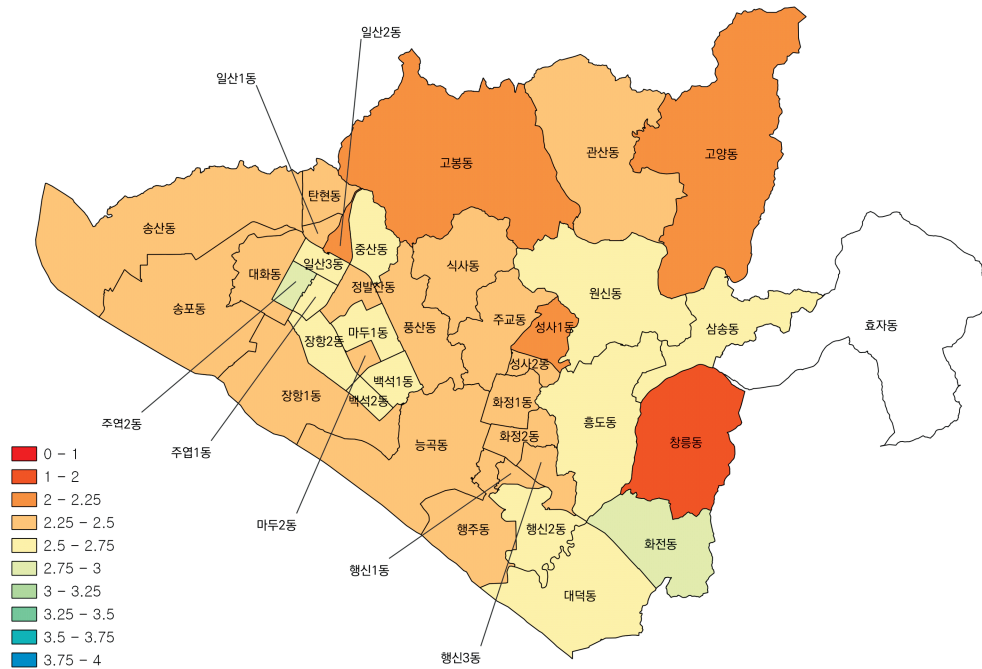 일산2동
일산1동
고봉동
관산동
고양동
탄현동
송산동
중산동
일산3동
식사동
대화동
정발산동
원신동
송포동
주교동
풍산동
성사1동
삼송동
효자동
마두1동
장항2동
성사2동
백석1동
장항1동
백석2동
화정1동
주역2동
흥도동
화정2동
창릉동
능곡동
주엽1동
마두2동
행주동
행신2동
화전동
행신1동
대덕동
행신3동
0 - 1
1 - 2
2 - 2.25
2.25 - 2.5
2.5 - 2.75
2.75 - 3
3 - 3.25
3.25 - 3.5
3.5 - 3.75
3.75 - 4